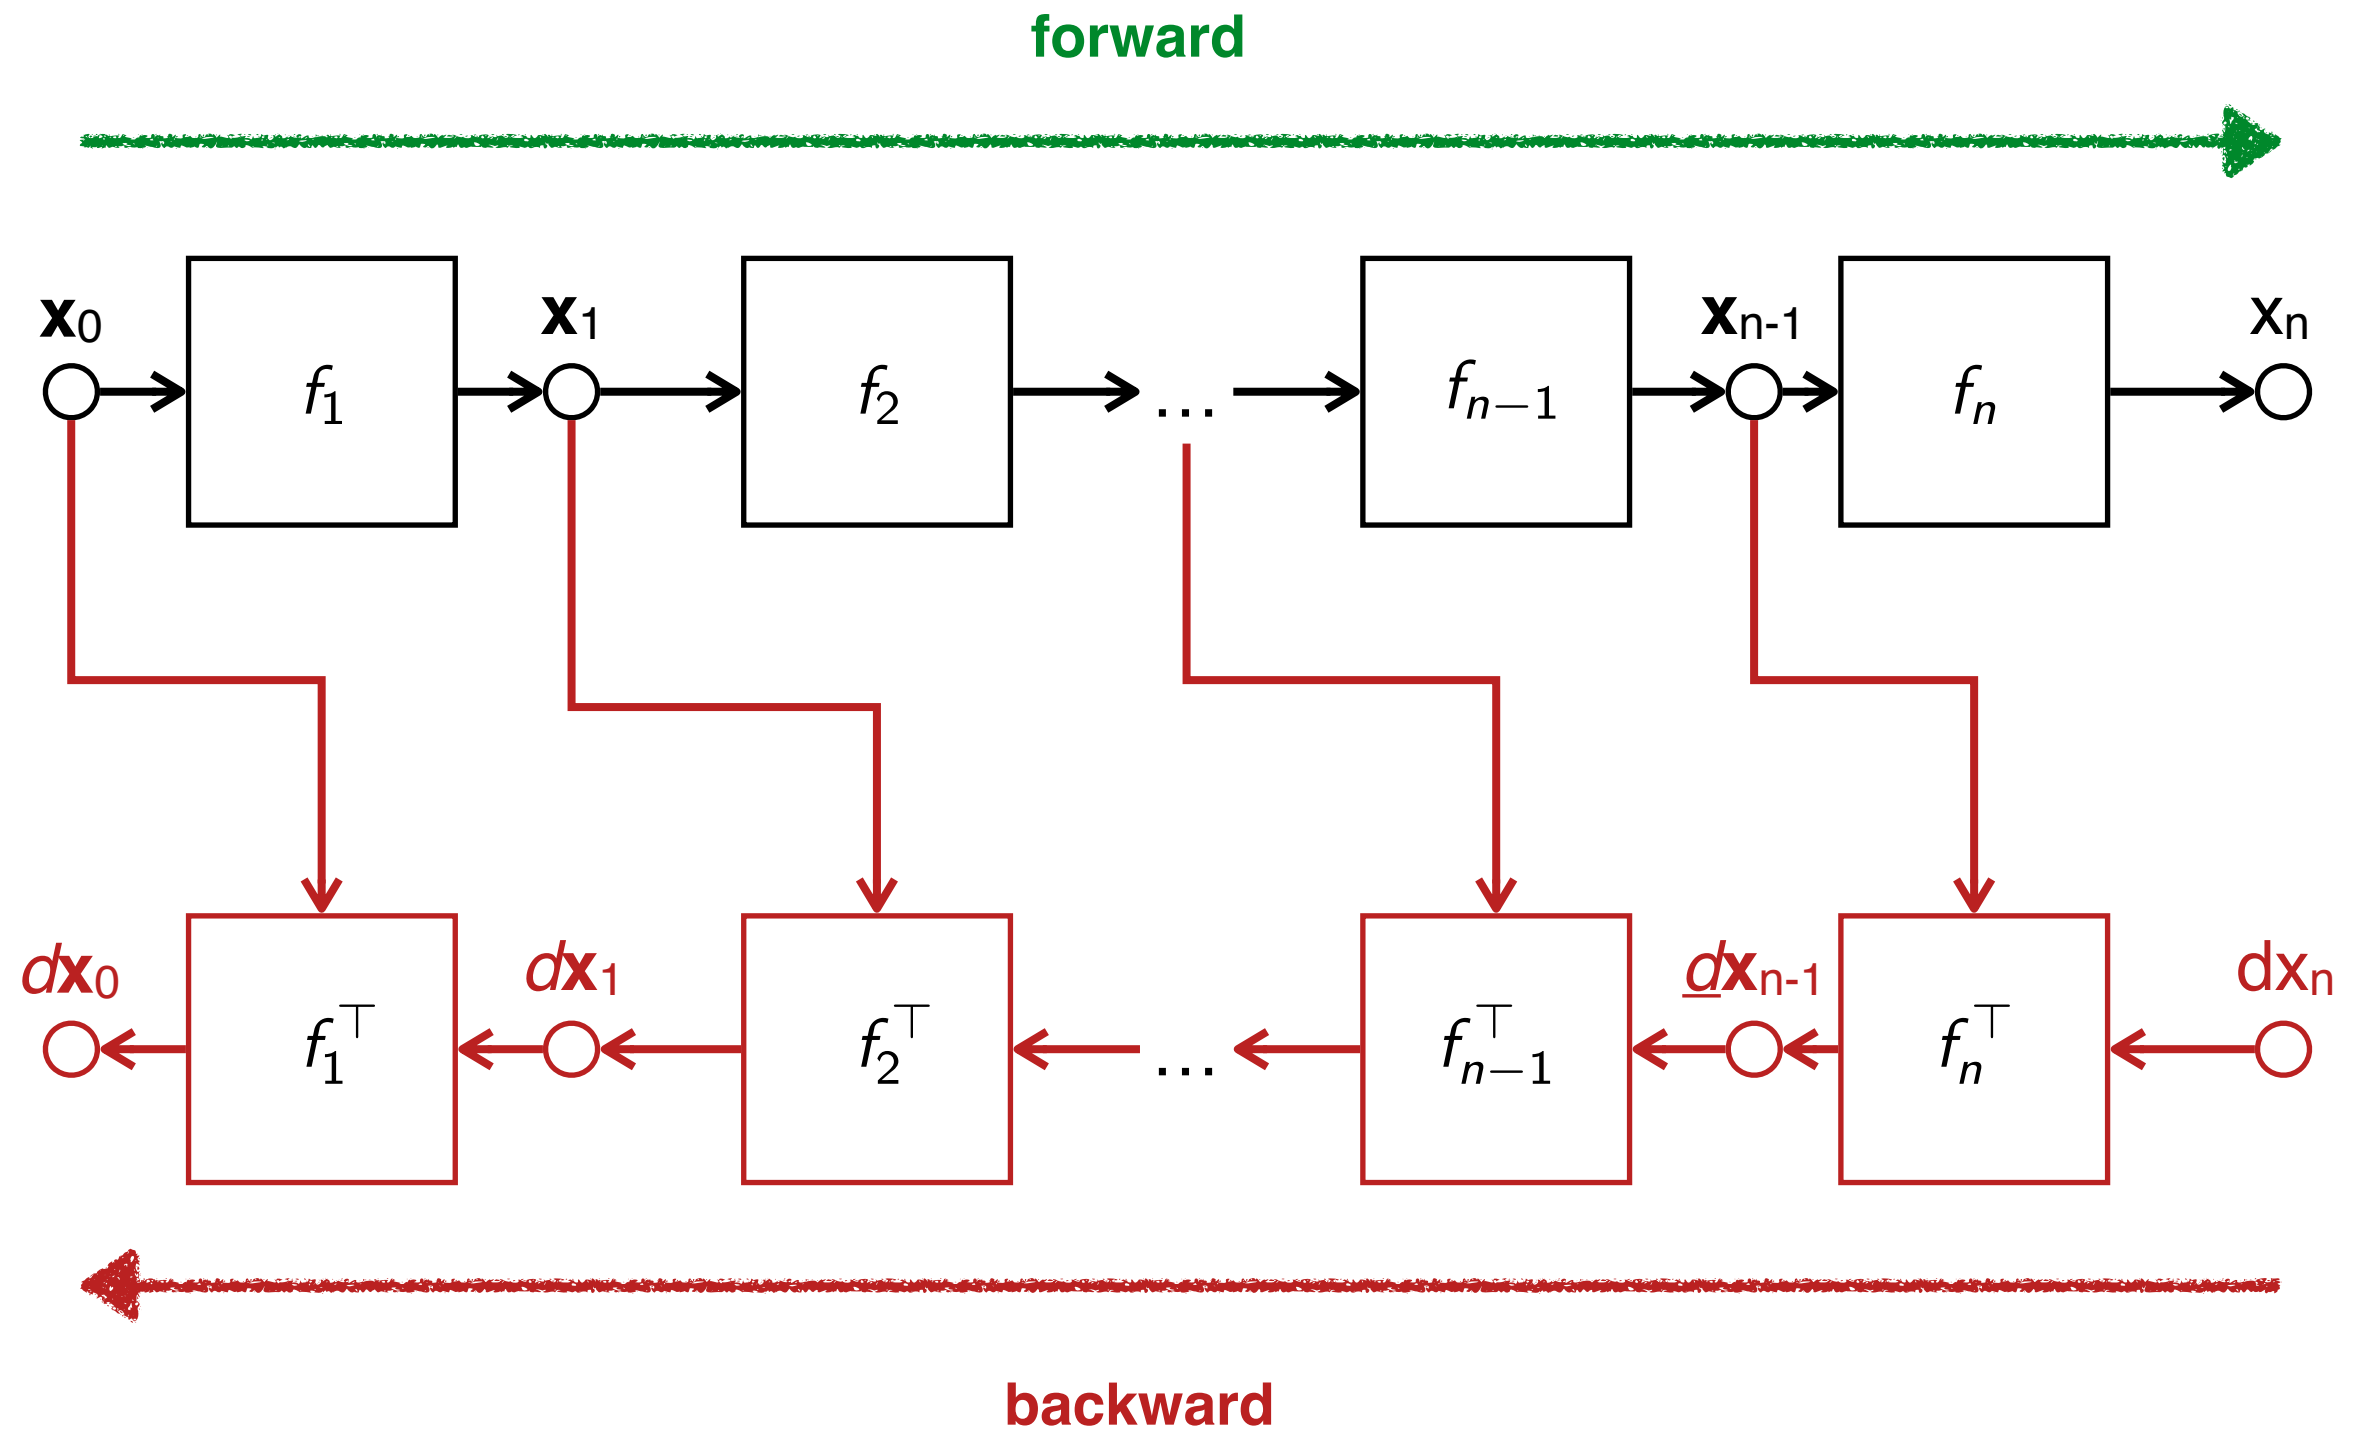 forward
x₀ x₁ xₙ₋₁ xₙ
f₁ f₂ ... fₙ₋₁ fₙ
dx₀ dx₁ dxₙ₋₁ dxₙ
f₁⊤ f₂⊤ ... fₙ₋₁⊤ fₙ⊤
backward